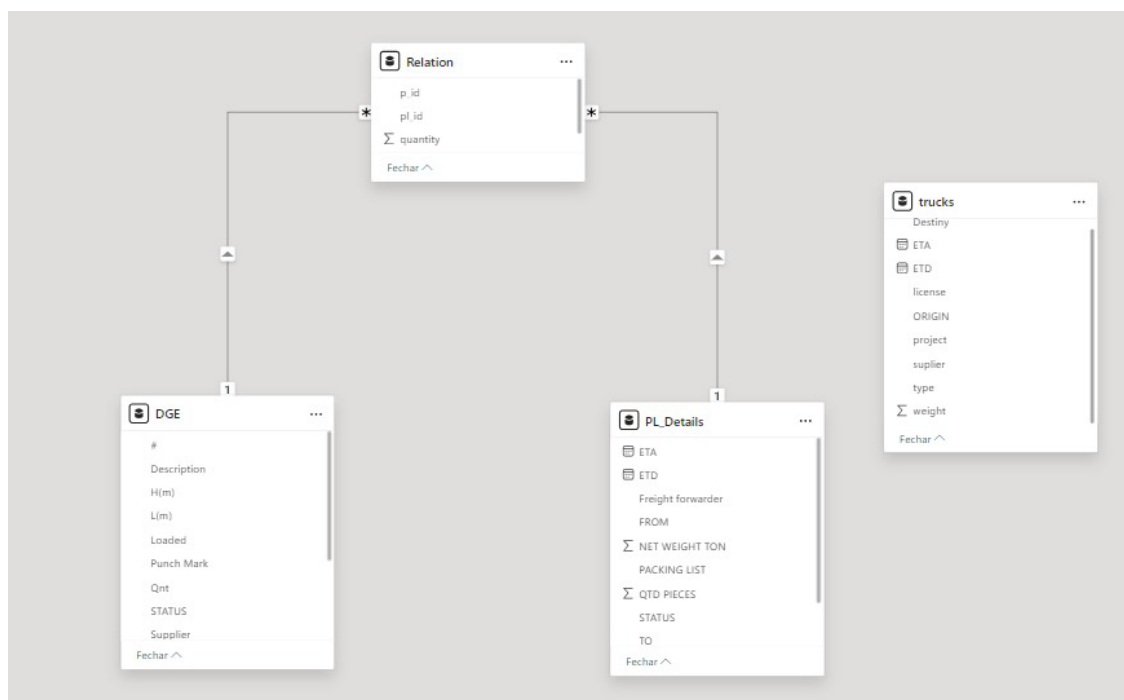 Relation
p_id
pl_id
quantity
Fechar
*
*
trucks
Destiny
ETA
ETD
license
ORIGIN
project
suplier
type
weight
Fechar
1
DGE
#
Description
H(m)
L(m)
Loaded
Punch Mark
Qnt
STATUS
Supplier
Fechar
1
PL_Details
ETA
ETD
Freight forwarder
FROM
NET WEIGHT TON
PACKING LIST
QTD PIECES
STATUS
TO
Fechar